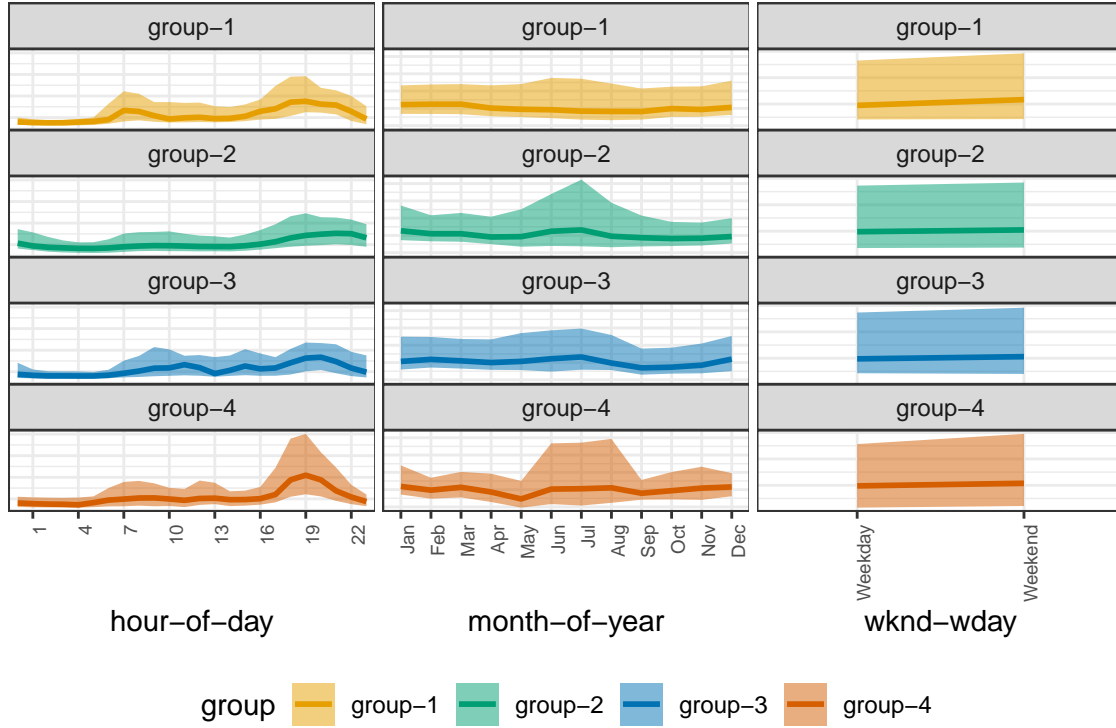 group−1 group−1 group−1
group−2 group−2 group−2
group−3 group−3 group−3
group−4 group−4 group−4
1 4 7 10 13 16 19 22 Jan Feb Mar Apr May Jun Jul Aug Sep Oct Nov Dec Weekday Weekend
hour−of−day month−of−year wknd−wday
group group−1 group−2 group−3 group−4